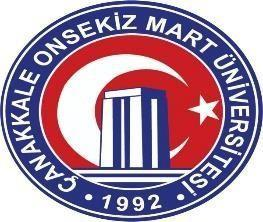 ÇANAKKALE ONSEKİZ MART ÜNİVERSİTESİ
• 1992 •